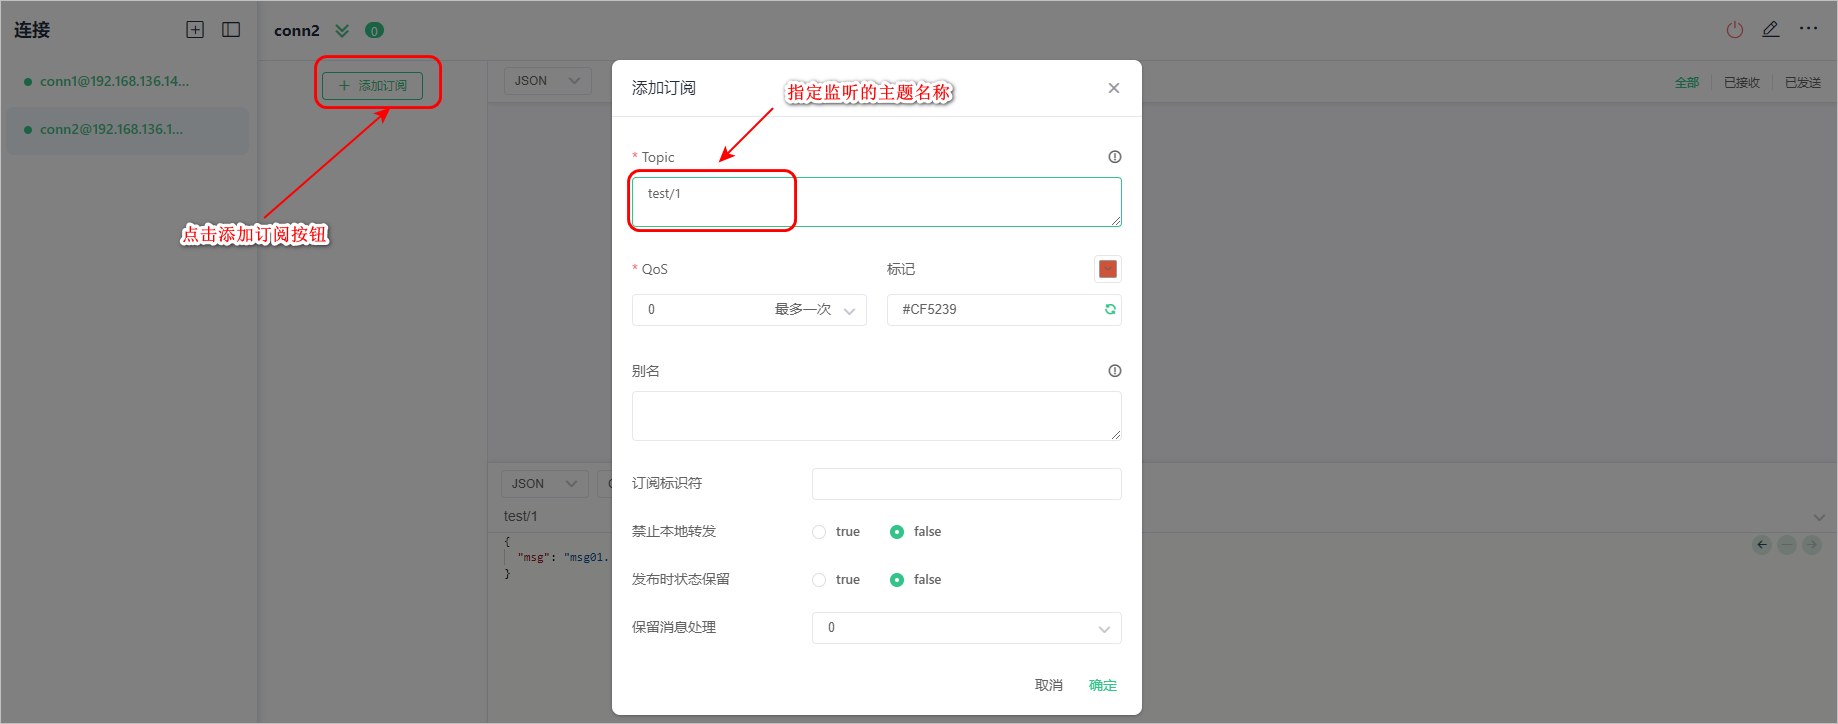 连接
conn2
0
conn1@192.168.136.14...
conn2@192.168.136.1...
添加订阅
点击添加订阅按钮
JSON
全部
已接收
已发送
添加订阅
指定监听的主题名称
* Topic
test/1
* QoS
标记
0 最多一次
#CF5239
别名
订阅标识符
禁止本地转发
true
false
发布时状态保留
true
false
保留消息处理
0
取消
确定
JSON
test/1
{
"msg": "msg01.
}